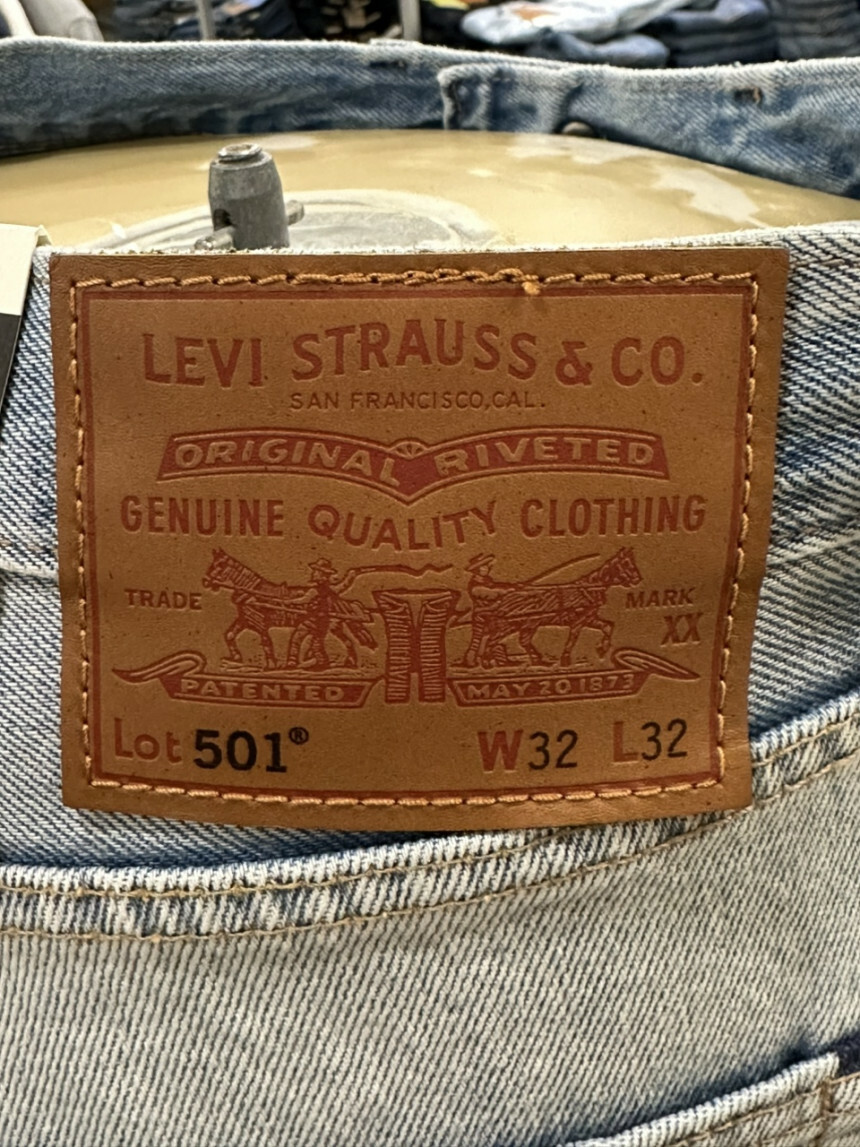 LEVI STRAUSS & CO.
SAN FRANCISCO, CAL.
ORIGINAL RIVETED
GENUINE QUALITY CLOTHING
TRADE MARK
XX
PATENTED MAY 20 1873
Lot 501® W32 L32